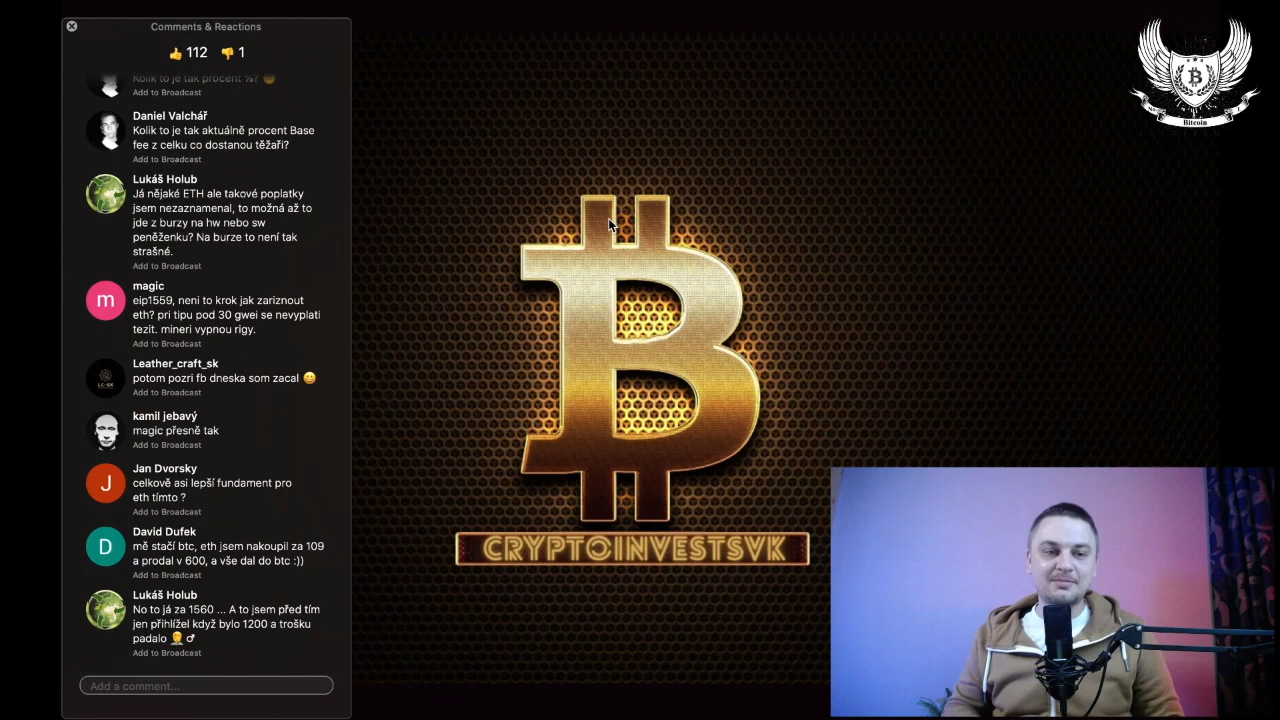 Comments & Reactions
👍 112 👎 1
Kolik to je tak procent %? 😀
Add to Broadcast
Daniel Valchář
Kolik to je tak aktuálně procent Base
fee z celku co dostanou těžaři?
Add to Broadcast
Lukáš Holub
Já nějaké ETH ale takové poplatky
jsem nezaznamenal, to možná až to
jde z burzy na hw nebo sw
peněženku? Na burze to není tak
strašné.
Add to Broadcast
m
magic
eip1559, neni to krok jak zariznout
eth? pri tipu pod 30 gwei se nevyplati
tezit. mineri vypnou rigy.
Add to Broadcast
LC-SK
Leather_craft_sk
potom pozri fb dneska som zacal 😀
Add to Broadcast
kamil jebavý
magic přesně tak
Add to Broadcast
J
Jan Dvorsky
celkově asi lepší fundament pro
eth tímto ?
Add to Broadcast
D
David Dufek
mě stačí btc, eth jsem nakoupil za 109
a prodal v 600, a vše dal do btc :))
Add to Broadcast
Lukáš Holub
No to já za 1560 ... A to jsem před tím
jen přihlížel když bylo 1200 a trošku
padalo 🤦♂
Add to Broadcast
Add a comment...
CRYPTOINVESTSVK
Bitcoin